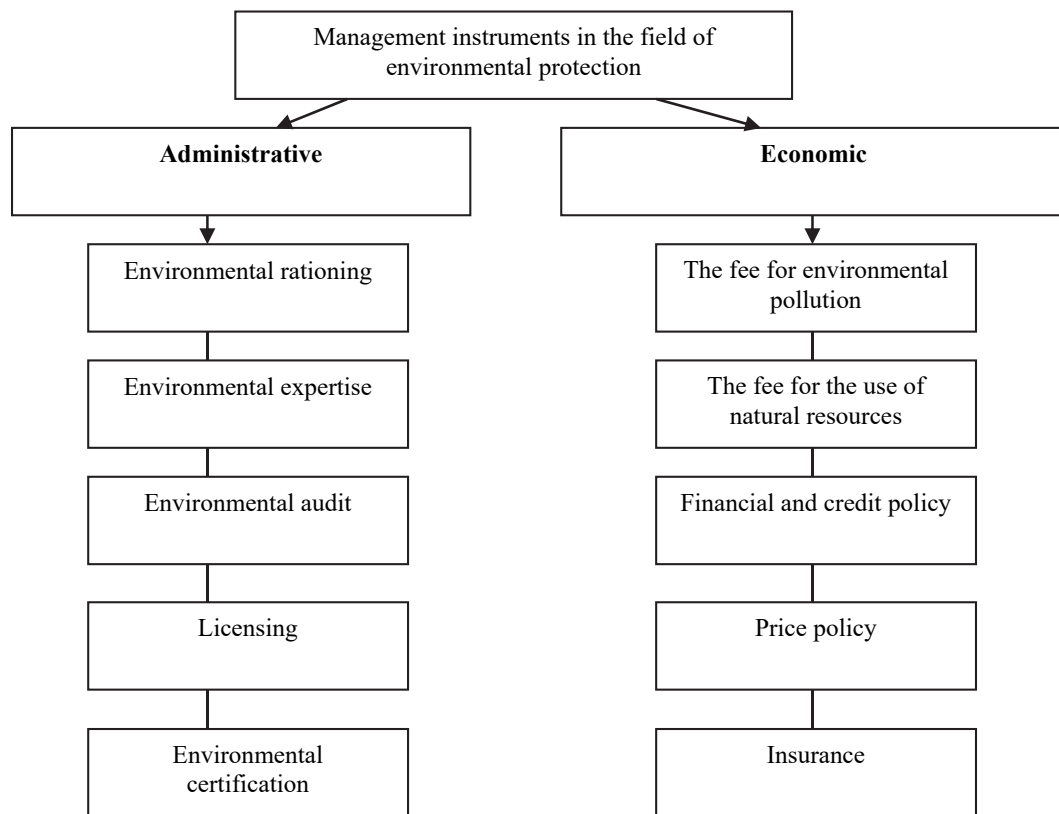 Management instruments in the field of
environmental protection
Administrative
Economic
Environmental rationing
The fee for environmental
pollution
Environmental expertise
The fee for the use of
natural resources
Environmental audit
Financial and credit policy
Licensing
Price policy
Environmental
certification
Insurance